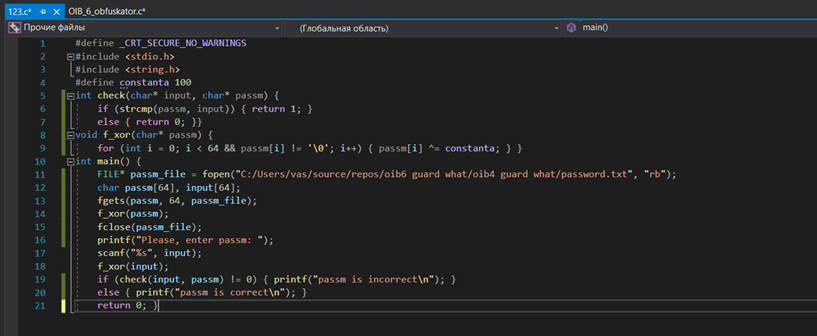 123.c* OIB_6_obfuskator.c*
Прочие файлы (Глобальная область) main()
1 #define _CRT_SECURE_NO_WARNINGS
2 #include <stdio.h>
3 #include <string.h>
4 #define constanta 100
5 int check(char* input, char* passm) {
6 if (strcmp(passm, input)) { return 1; }
7 else { return 0; }}
8 void f_xor(char* passm) {
9 for (int i = 0; i < 64 && passm[i] != '\0'; i++) { passm[i] ^= constanta; } }
10 int main() {
11 FILE* passm_file = fopen("C:/Users/vas/source/repos/oib6 guard what/oib4 guard what/password.txt", "rb");
12 char passm[64], input[64];
13 fgets(passm, 64, passm_file);
14 f_xor(passm);
15 fclose(passm_file);
16 printf("Please, enter passm: ");
17 scanf("%s", input);
18 f_xor(input);
19 if (check(input, passm) != 0) { printf("passm is incorrect\n"); }
20 else { printf("passm is correct\n"); }
21 return 0; }